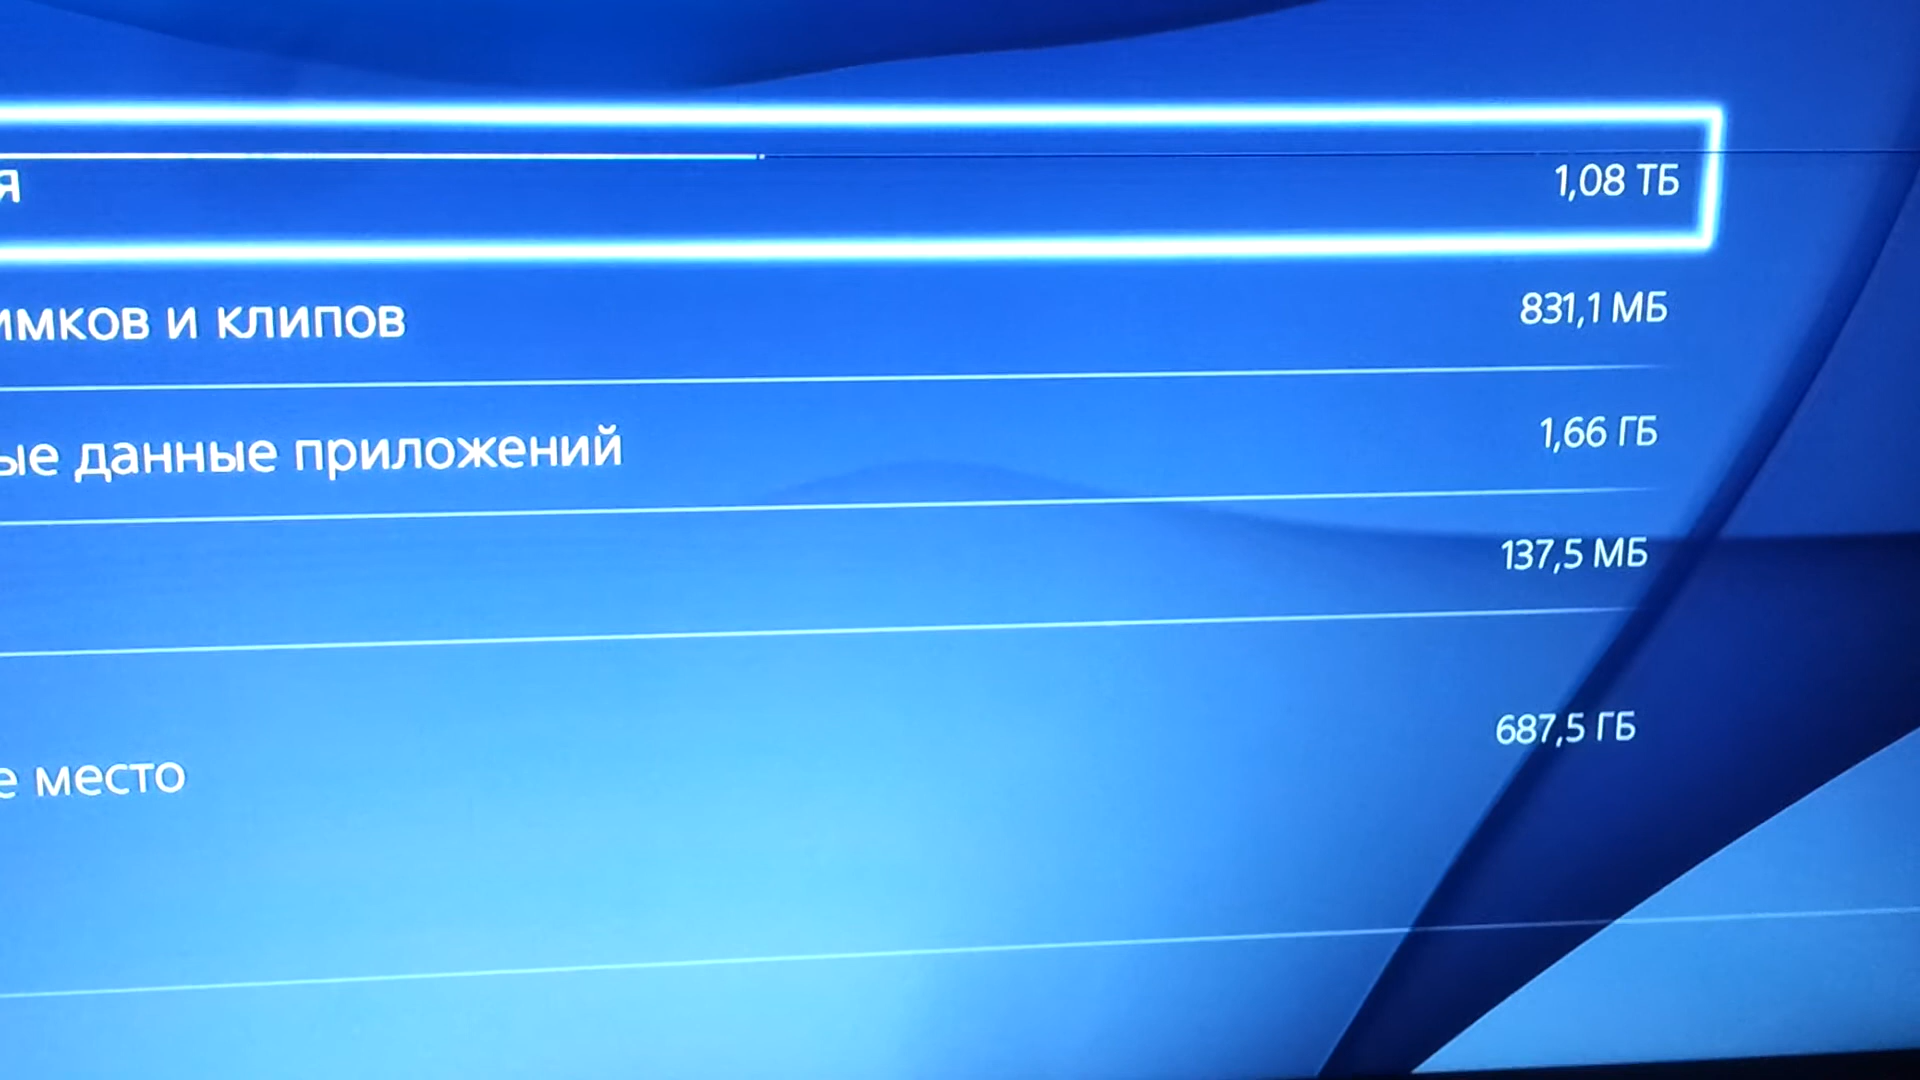 я 1,08 ТБ
имков и клипов 831,1 МБ
ые данные приложений 1,66 ГБ
137,5 МБ
687,5 ГБ
е место